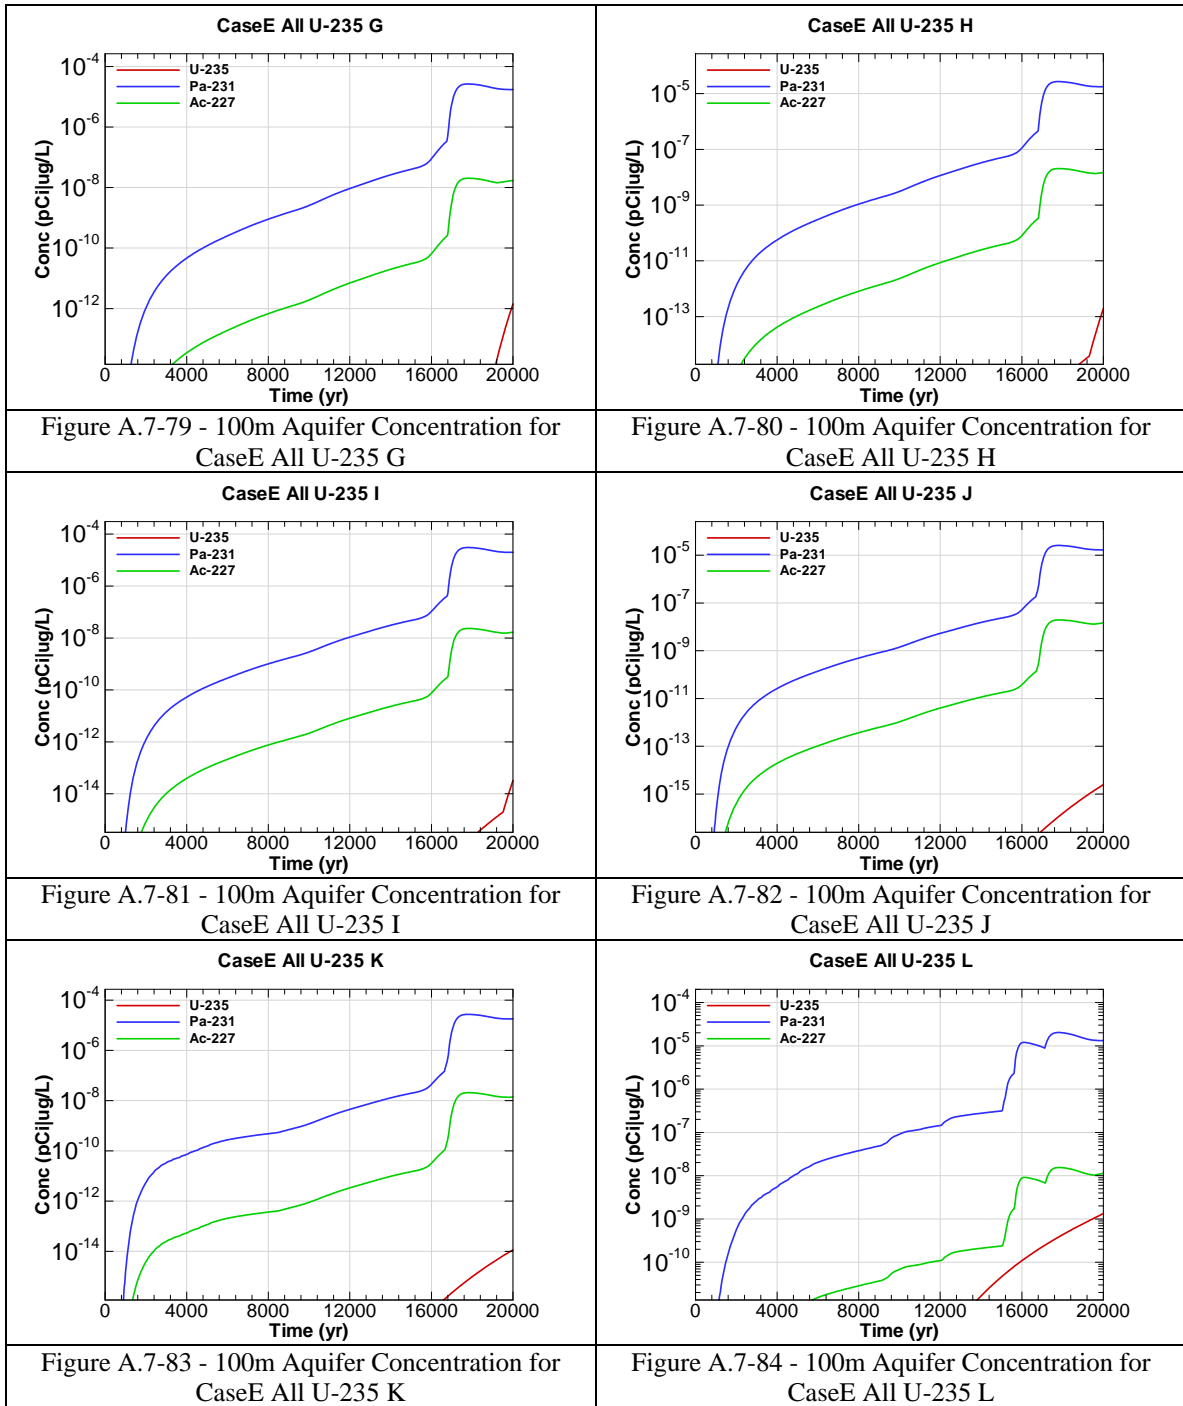 CaseE All U-235 G
Conc (pCi|ug/L)
10-4
10-6
10-8
10-10
10-12
U-235
Pa-231
Ac-227
0 4000 8000 12000 16000 20000
Time (yr)
Figure A.7-79 - 100m Aquifer Concentration for
CaseE All U-235 G
CaseE All U-235 H
Conc (pCi|ug/L)
10-5
10-7
10-9
10-11
10-13
U-235
Pa-231
Ac-227
0 4000 8000 12000 16000 20000
Time (yr)
Figure A.7-80 - 100m Aquifer Concentration for
CaseE All U-235 H
CaseE All U-235 I
Conc (pCi|ug/L)
10-4
10-6
10-8
10-10
10-12
10-14
U-235
Pa-231
Ac-227
0 4000 8000 12000 16000 20000
Time (yr)
Figure A.7-81 - 100m Aquifer Concentration for
CaseE All U-235 I
CaseE All U-235 J
Conc (pCi|ug/L)
10-5
10-7
10-9
10-11
10-13
10-15
U-235
Pa-231
Ac-227
0 4000 8000 12000 16000 20000
Time (yr)
Figure A.7-82 - 100m Aquifer Concentration for
CaseE All U-235 J
CaseE All U-235 K
Conc (pCi|ug/L)
10-4
10-6
10-8
10-10
10-12
10-14
U-235
Pa-231
Ac-227
0 4000 8000 12000 16000 20000
Time (yr)
Figure A.7-83 - 100m Aquifer Concentration for
CaseE All U-235 K
CaseE All U-235 L
Conc (pCi|ug/L)
10-4
10-5
10-6
10-7
10-8
10-9
10-10
U-235
Pa-231
Ac-227
0 4000 8000 12000 16000 20000
Time (yr)
Figure A.7-84 - 100m Aquifer Concentration for
CaseE All U-235 L